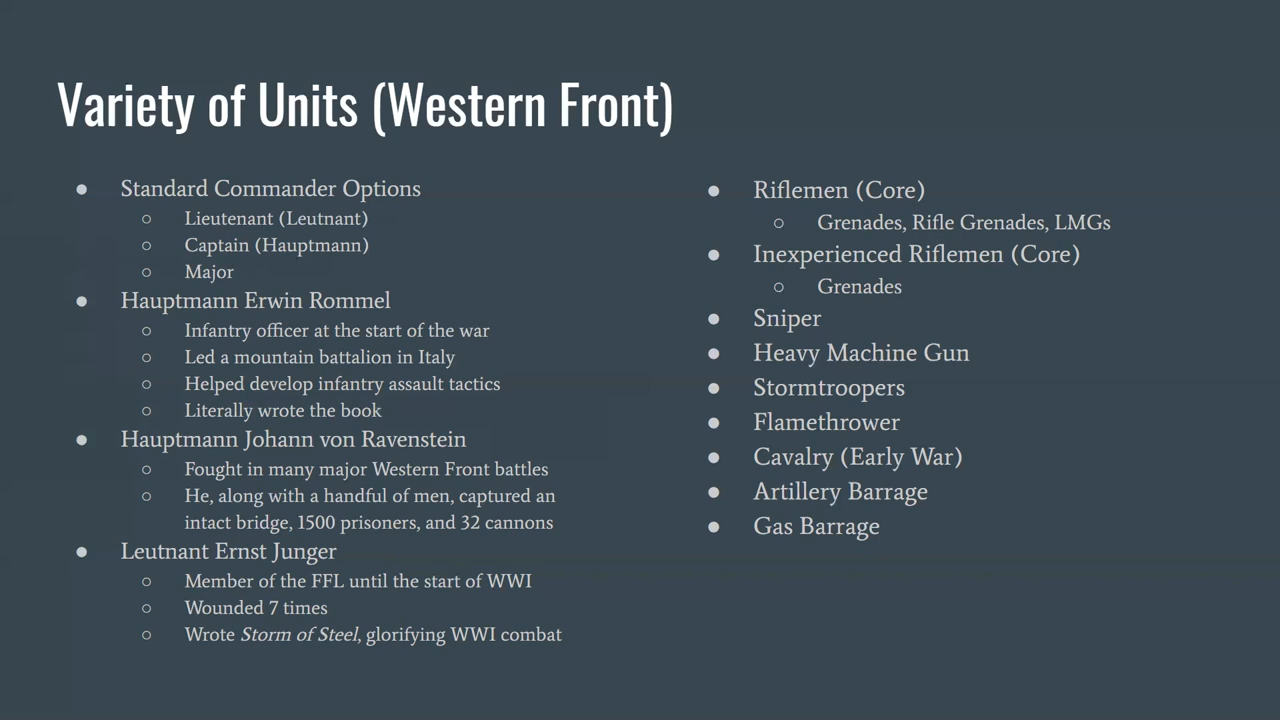 Variety of Units (Western Front)
● Standard Commander Options
○ Lieutenant (Leutnant)
○ Captain (Hauptmann)
○ Major
● Hauptmann Erwin Rommel
○ Infantry officer at the start of the war
○ Led a mountain battalion in Italy
○ Helped develop infantry assault tactics
○ Literally wrote the book
● Hauptmann Johann von Ravenstein
○ Fought in many major Western Front battles
○ He, along with a handful of men, captured an
intact bridge, 1500 prisoners, and 32 cannons
● Leutnant Ernst Junger
○ Member of the FFL until the start of WWI
○ Wounded 7 times
○ Wrote Storm of Steel, glorifying WWI combat
● Riflemen (Core)
○ Grenades, Rifle Grenades, LMGs
● Inexperienced Riflemen (Core)
○ Grenades
● Sniper
● Heavy Machine Gun
● Stormtroopers
● Flamethrower
● Cavalry (Early War)
● Artillery Barrage
● Gas Barrage